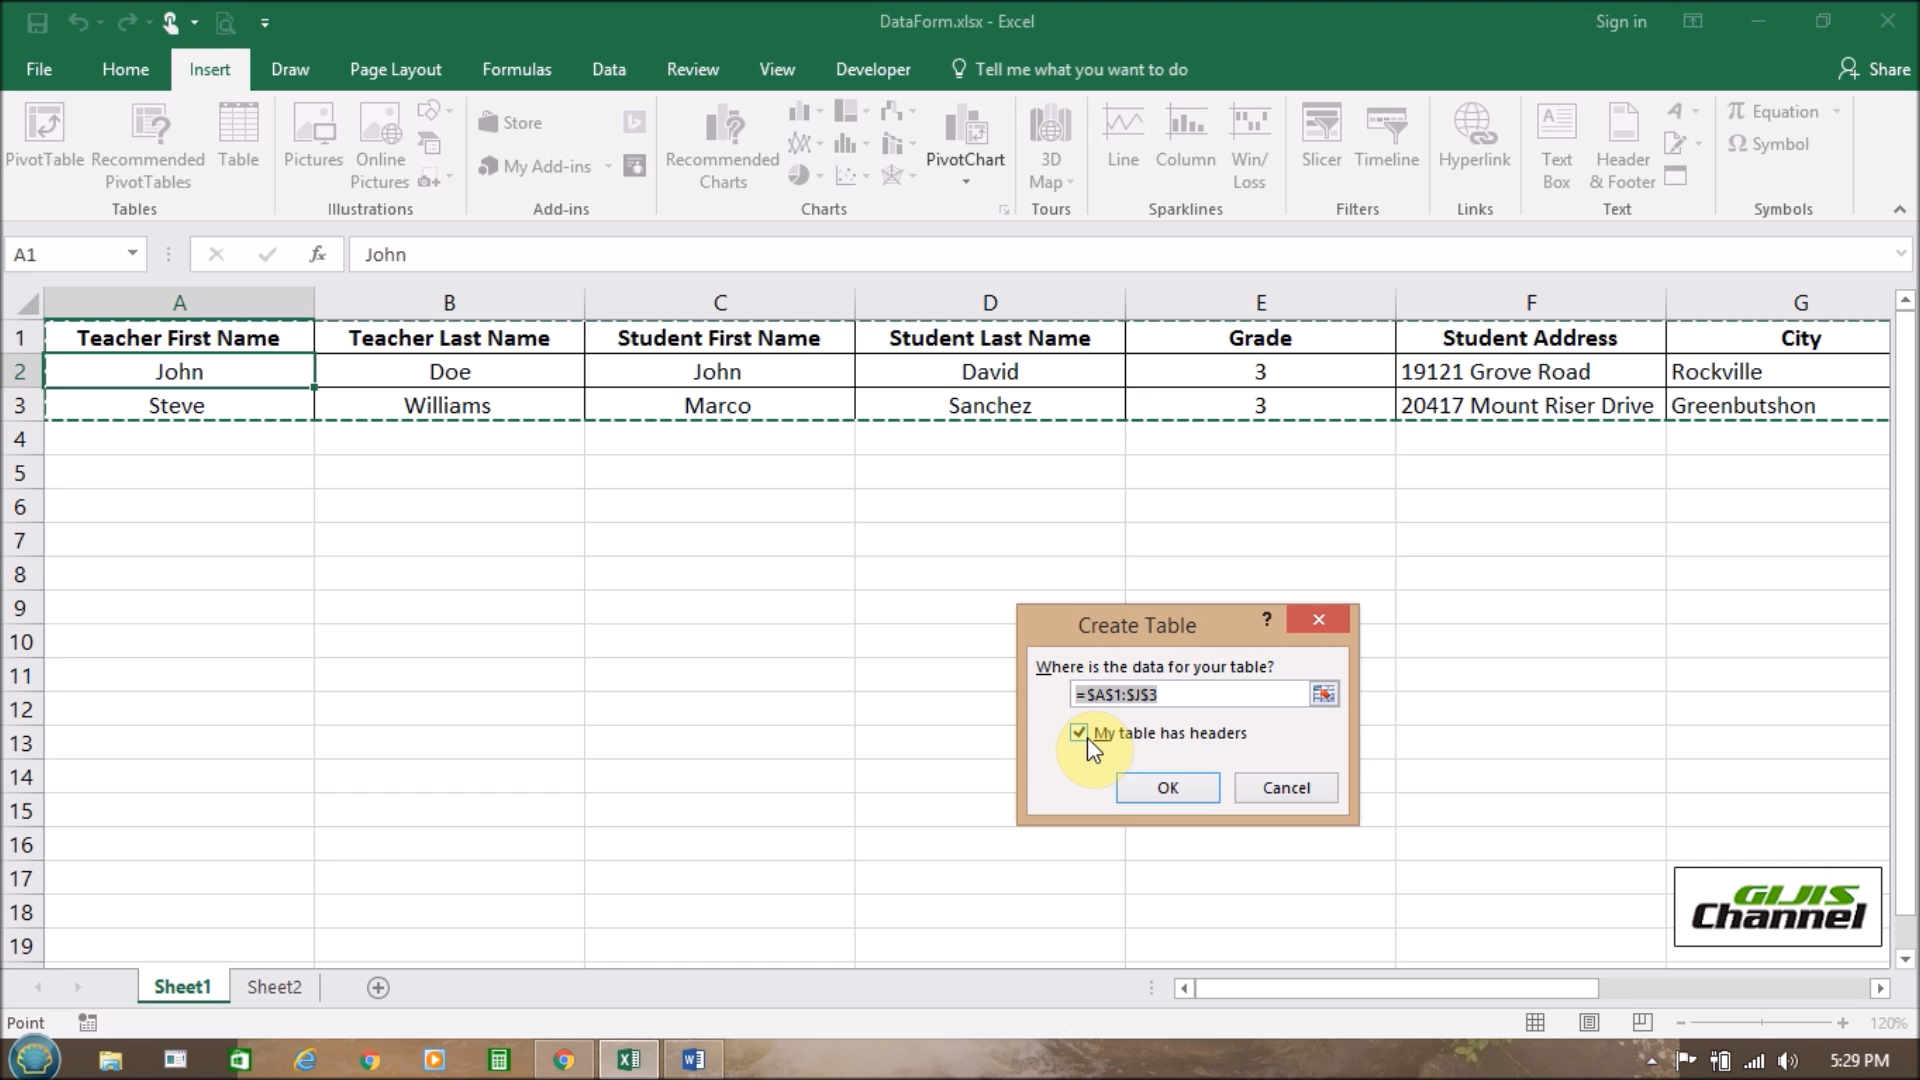 DataForm.xlsx - Excel
Sign in
File Home Insert Draw Page Layout Formulas Data Review View Developer Tell me what you want to do Share
PivotTable Recommended PivotTables Table
Tables
Pictures Online Pictures
Illustrations
Store
My Add-ins
Add-ins
Recommended Charts
PivotChart
Charts
3D Map
Tours
Line Column Win/ Loss
Sparklines
Slicer Timeline
Filters
Hyperlink
Links
Text Box Header & Footer
Text
π Equation
Ω Symbol
Symbols
A1 fx John
A B C D E F G
1 Teacher First Name Teacher Last Name Student First Name Student Last Name Grade Student Address City
2 John Doe John David 3 19121 Grove Road Rockville
3 Steve Williams Marco Sanchez 3 20417 Mount Riser Drive Greenbutshon
4
5
6
7
8
9
10
11
12
13
14
15
16
17
18
19
Create Table ?
Where is the data for your table?
=$A$1:$J$3
My table has headers
OK Cancel
GIJIS
Channel
Sheet1 Sheet2
Point
120%
5:29 PM